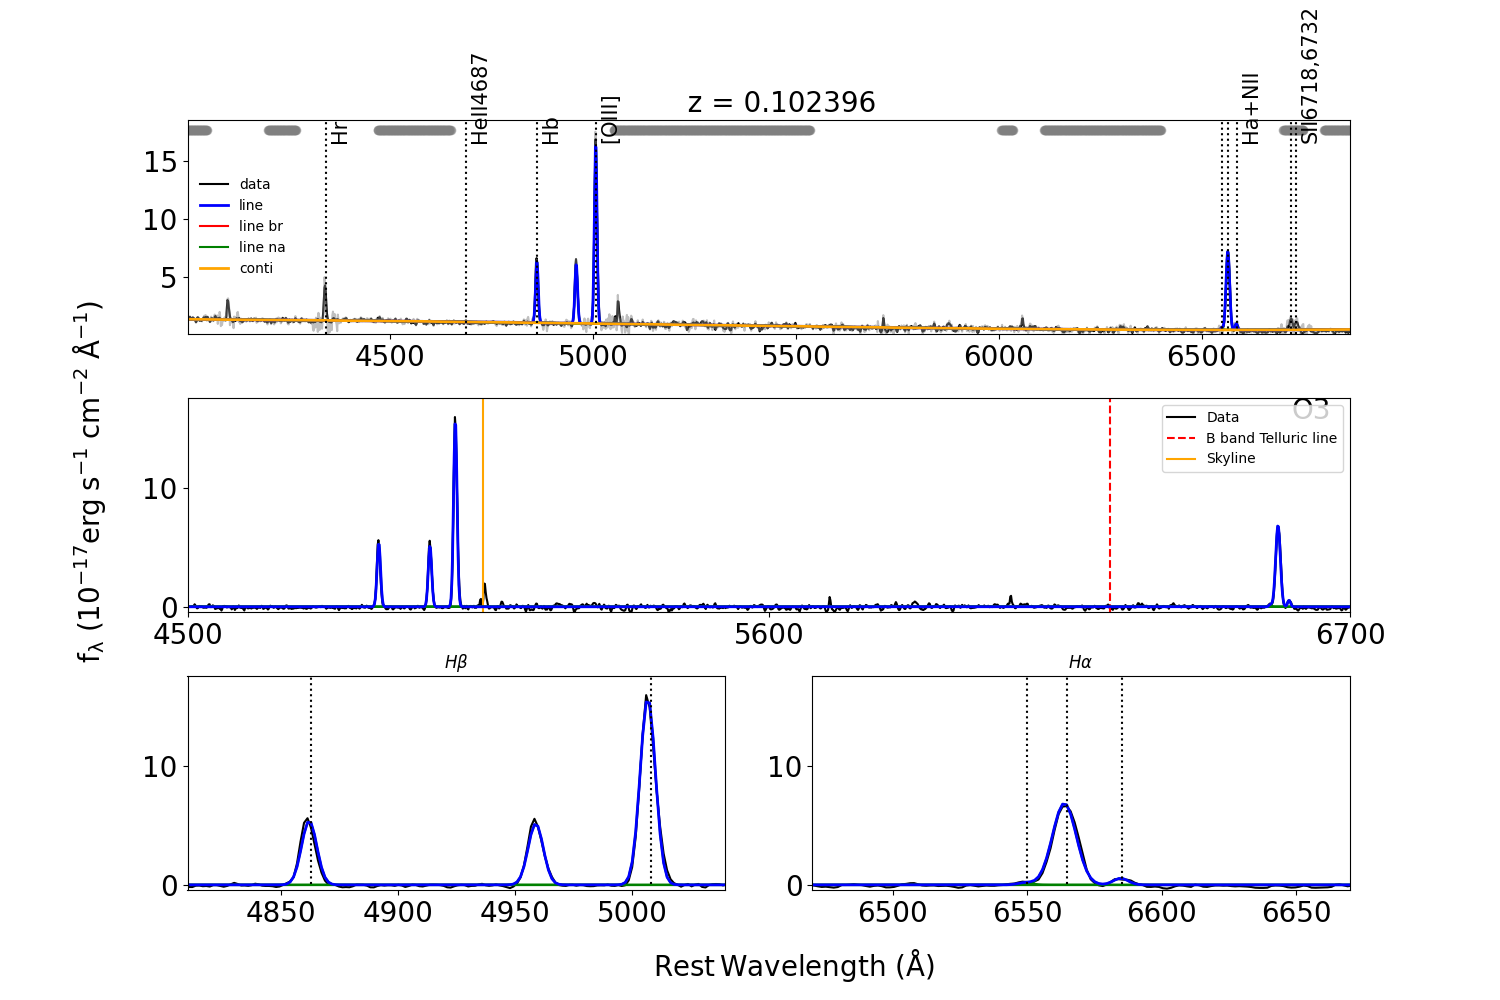 z = 0.102396
Hr
HeII4687
Hb
[OIII]
Ha+NII
SII6718,6732
15
10
5
data
line
line br
line na
conti
4500
5000
5500
6000
6500
fλ (10−17erg s−1 cm−2 Å−1)
O3
10
0
Data
B band Telluric line
Skyline
4500
5600
6700
Hβ
10
0
4850
4900
4950
5000
Hα
10
0
6500
6550
6600
6650
Rest Wavelength (Å)